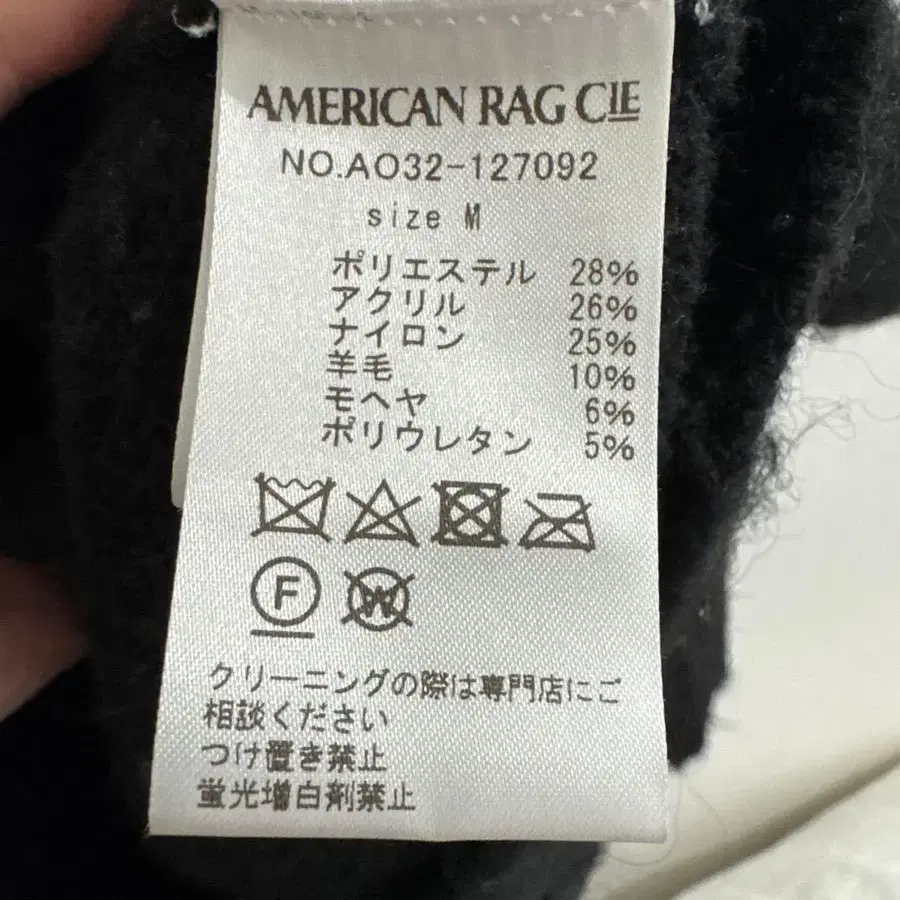 AMERICAN RAG CIE
NO.AO32-127092
size M
ポリエステル 28%
アクリル 26%
ナイロン 25%
羊毛 10%
モヘヤ 6%
ポリウレタン 5%
F
W
クリーニングの際は専門店にご
相談ください
つけ置き禁止
蛍光増白剤禁止